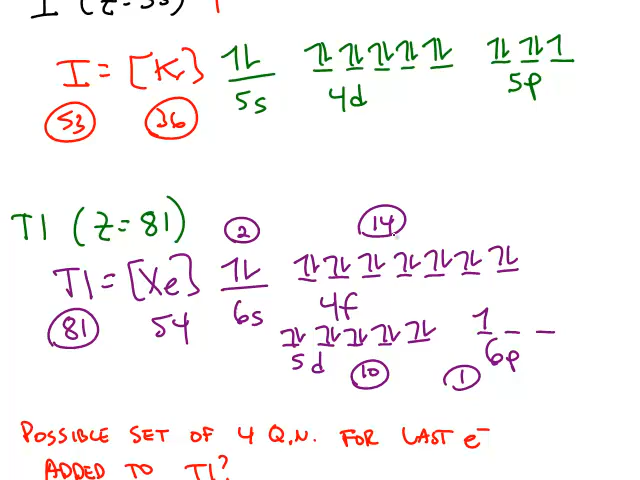 I (Z=53)
I = [Kr] 5s 4d 5p
53 36
Tl (Z=81) 2 14
Tl = [Xe] 6s 4f
81 54
5d 10 6p 1
POSSIBLE SET OF 4 Q.N. FOR LAST e⁻
ADDED TO Tl?